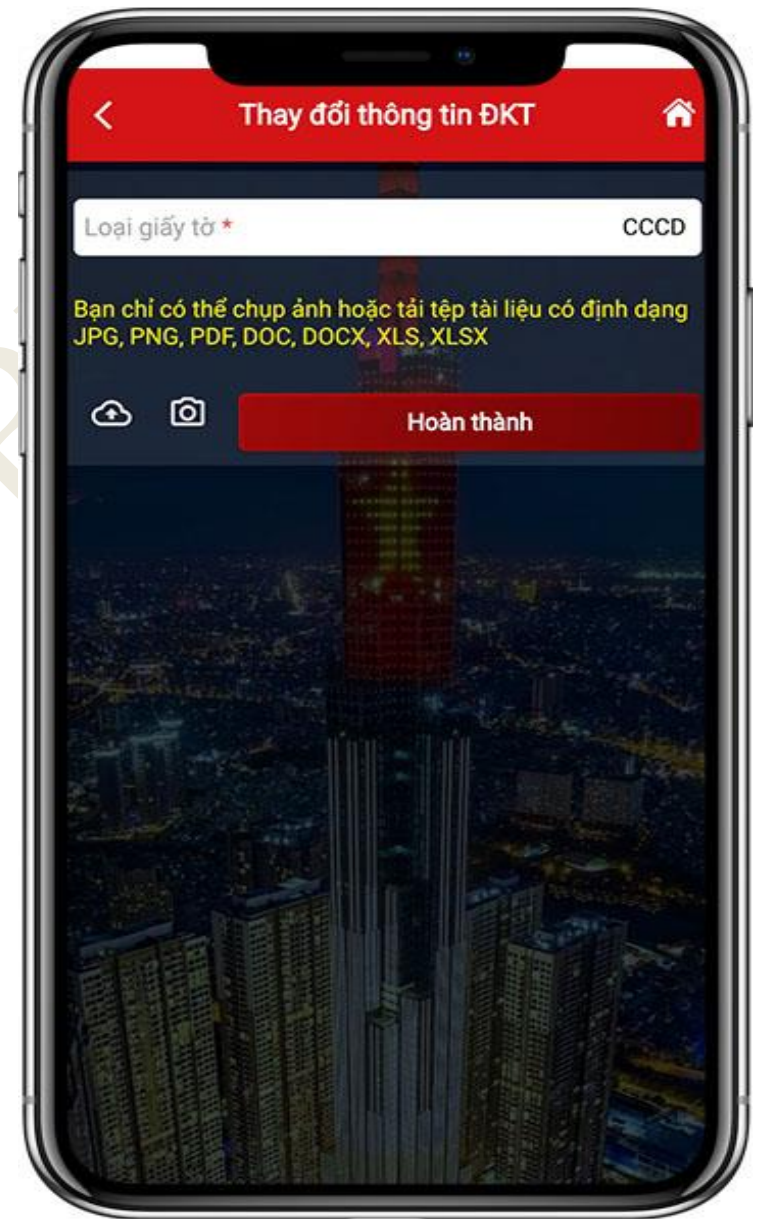 Thay đổi thông tin ĐKT
Loại giấy tờ * CCCD
Bạn chỉ có thể chụp ảnh hoặc tải tệp tài liệu có định dạng
JPG, PNG, PDF, DOC, DOCX, XLS, XLSX
Hoàn thành